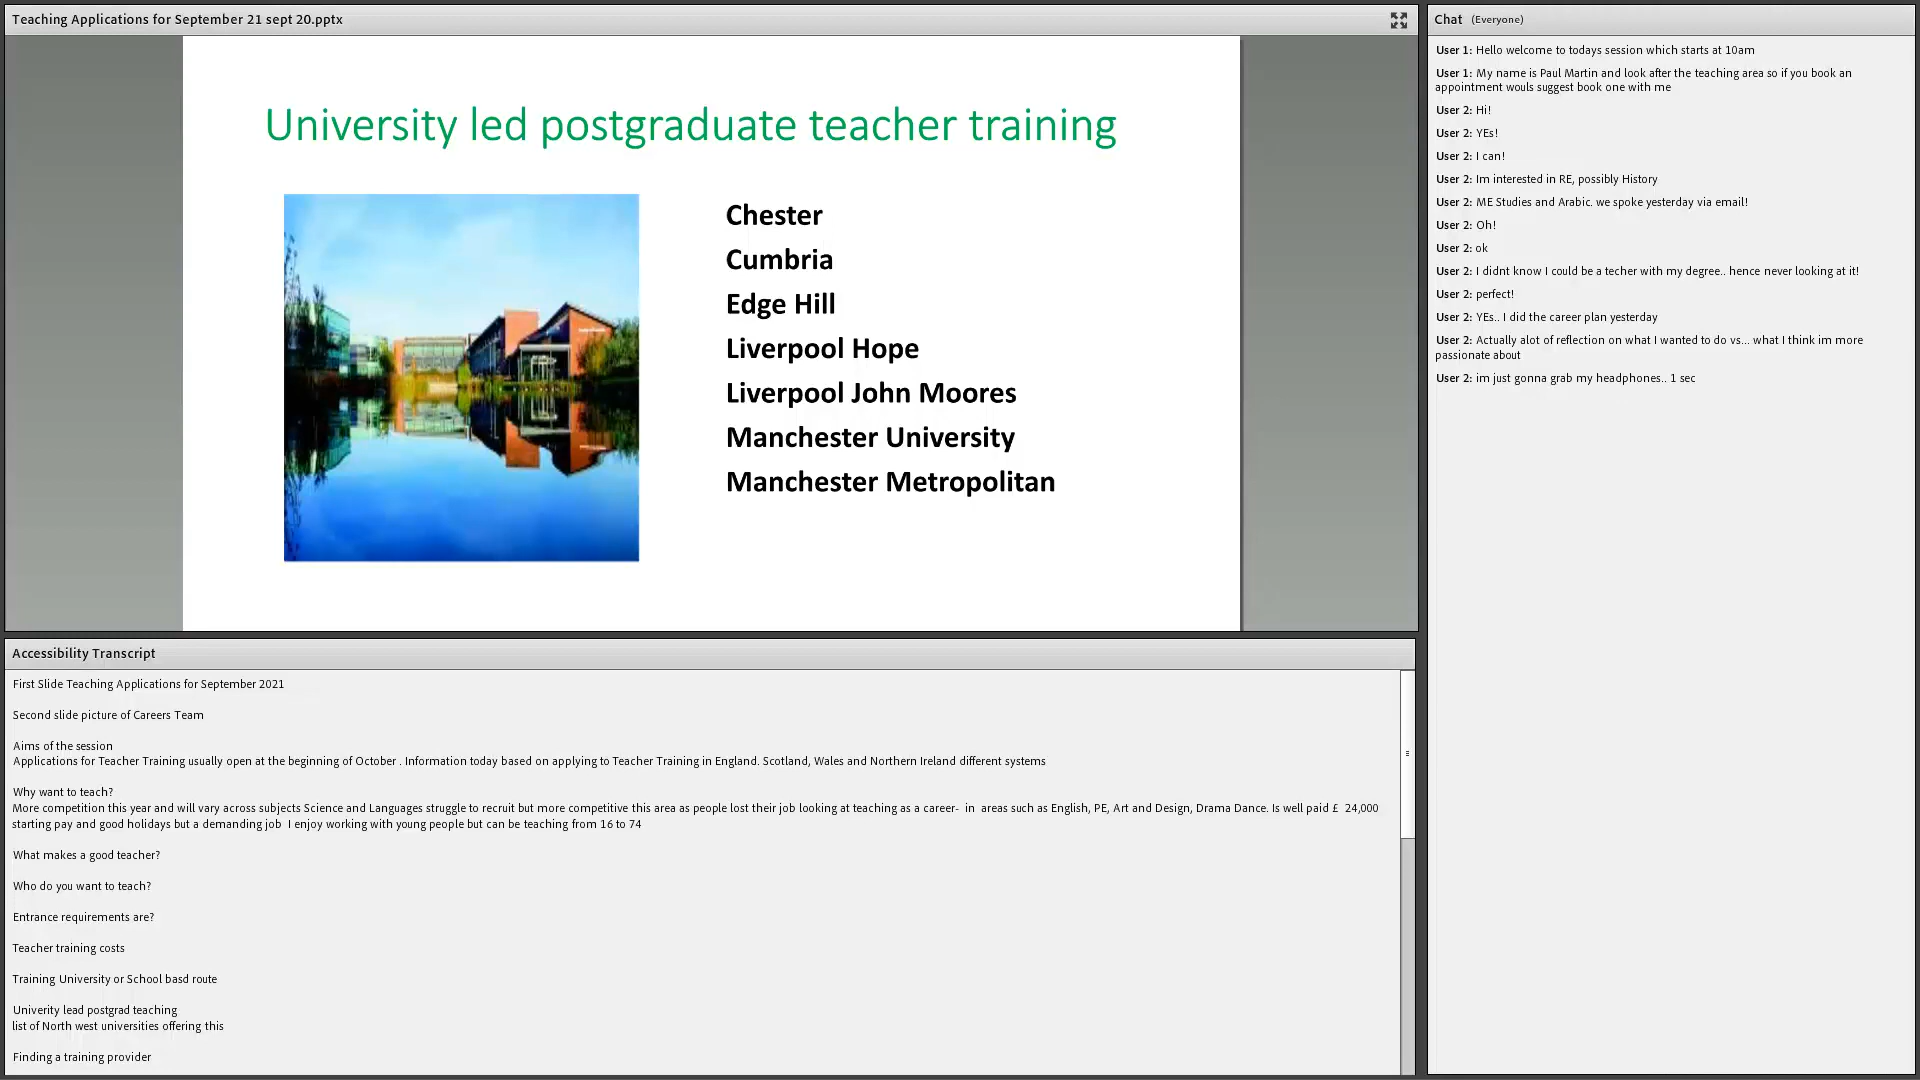 Teaching Applications for September 21 sept 20.pptx
University led postgraduate teacher training
Chester
Cumbria
Edge Hill
Liverpool Hope
Liverpool John Moores
Manchester University
Manchester Metropolitan
Accessibility Transcript
First Slide Teaching Applications for September 2021
Second slide picture of Careers Team
Aims of the session
Applications for Teacher Training usually open at the beginning of October . Information today based on applying to Teacher Training in England. Scotland, Wales and Northern Ireland different systems
Why want to teach?
More competition this year and will vary across subjects Science and Languages struggle to recruit but more competitive this area as people lost their job looking at teaching as a career-  in  areas such as English, PE, Art and Design, Drama Dance. Is well paid £  24,000
starting pay and good holidays but a demanding job  I enjoy working with young people but can be teaching from 16 to 74
What makes a good teacher?
Who do you want to teach?
Entrance requirements are?
Teacher training costs
Training University or School basd route
Univerity lead postgrad teaching
list of North west universities offering this
Finding a training provider
Chat (Everyone)
User 1: Hello welcome to todays session which starts at 10am
User 1: My name is Paul Martin and look after the teaching area so if you book an
appointment wouls suggest book one with me
User 2: Hi!
User 2: YEs!
User 2: I can!
User 2: Im interested in RE, possibly History
User 2: ME Studies and Arabic. we spoke yesterday via email!
User 2: Oh!
User 2: ok
User 2: I didnt know I could be a techer with my degree.. hence never looking at it!
User 2: perfect!
User 2: YEs.. I did the career plan yesterday
User 2: Actually alot of reflection on what I wanted to do vs... what I think im more
passionate about
User 2: im just gonna grab my headphones.. 1 sec